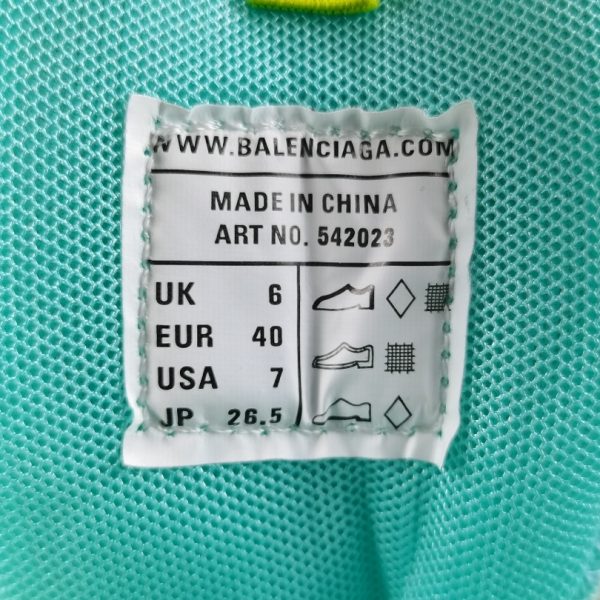 WWW.BALENCIAGA.COM
MADE IN CHINA
ART NO. 542023
UK 6
EUR 40
USA 7
JP 26.5